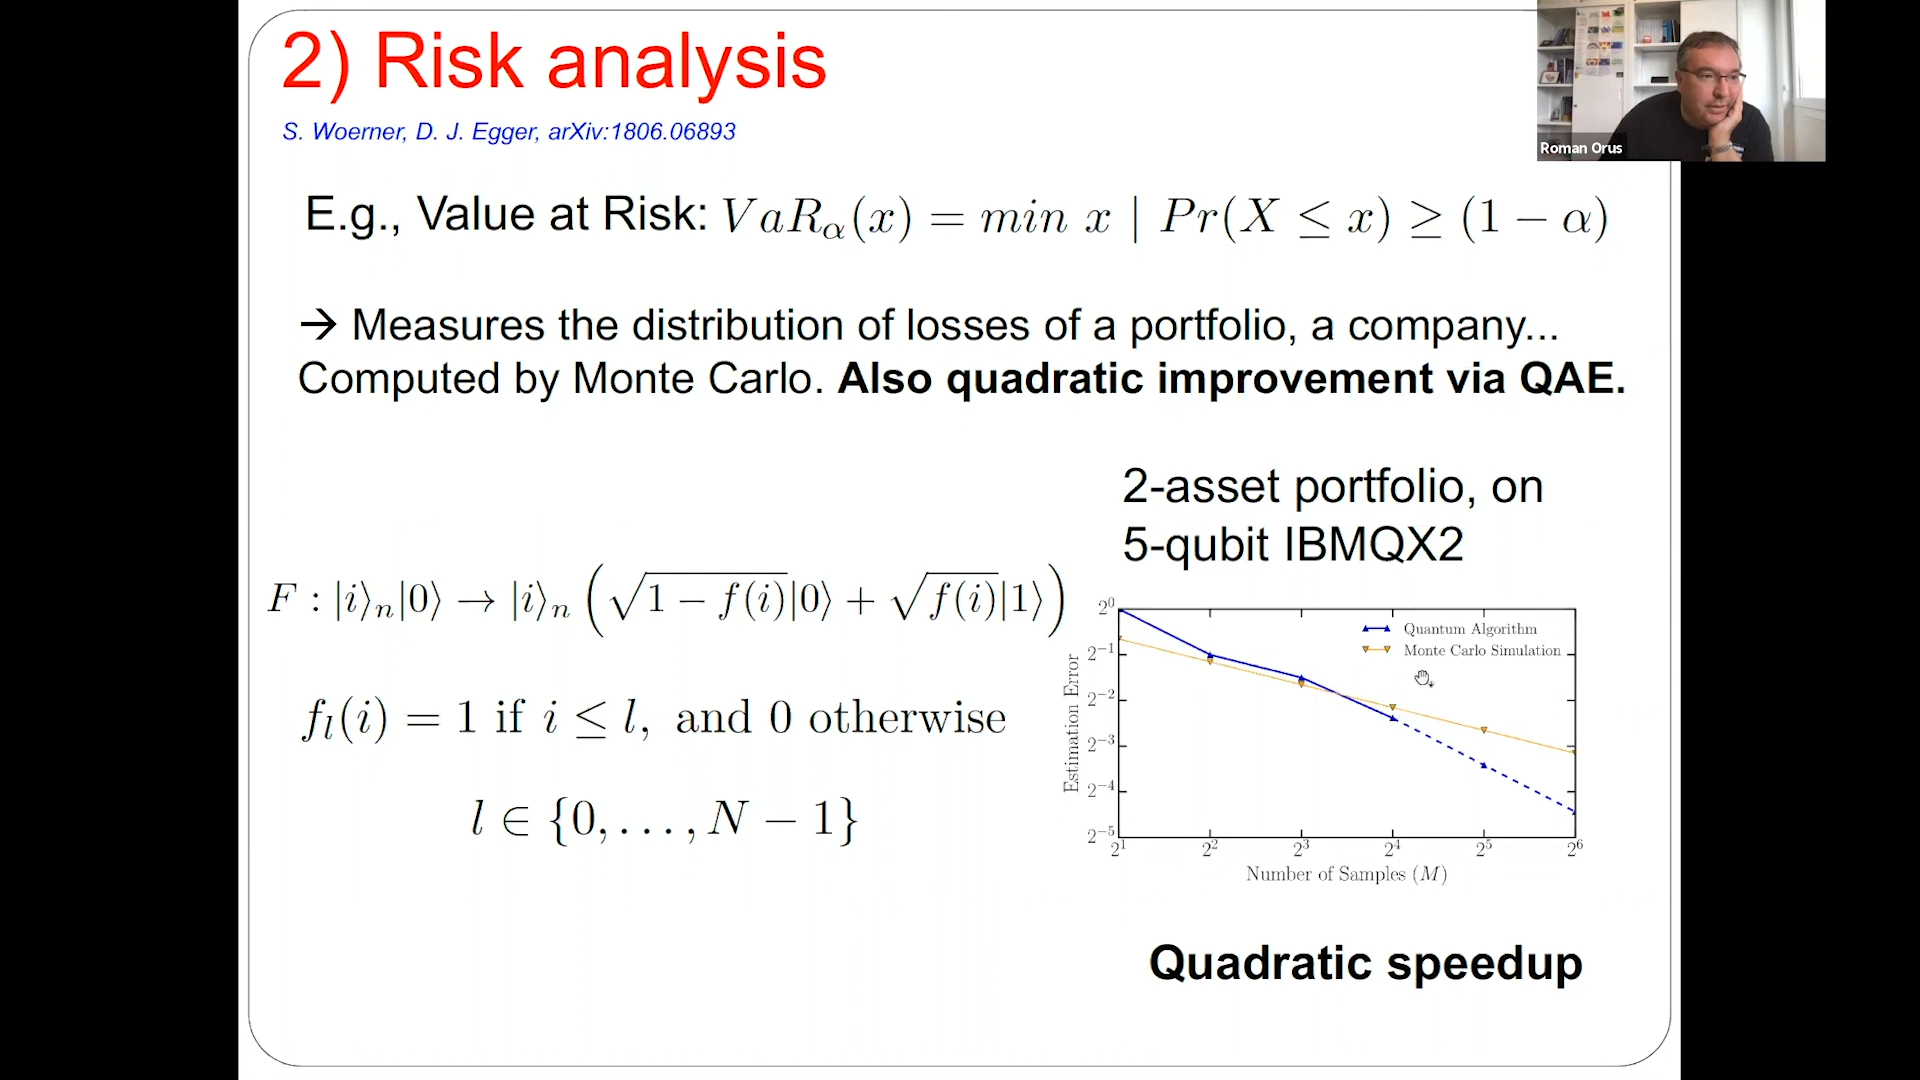 2) Risk analysis
S. Woerner, D. J. Egger, arXiv:1806.06893
Roman Orus
E.g., Value at Risk: VaR_α(x) = min x | Pr(X ≤ x) ≥ (1 − α)
→ Measures the distribution of losses of a portfolio, a company...
Computed by Monte Carlo. Also quadratic improvement via QAE.
2-asset portfolio, on
5-qubit IBMQX2
F : |i⟩_n|0⟩ → |i⟩_n (√(1 − f(i))|0⟩ + √(f(i))|1⟩)
f_l(i) = 1 if i ≤ l, and 0 otherwise
l ∈ {0, . . . , N − 1}
Quantum Algorithm
Monte Carlo Simulation
Estimation Error
2^0
2^−1
2^−2
2^−3
2^−4
2^−5
2^1 2^2 2^3 2^4 2^5 2^6
Number of Samples (M)
Quadratic speedup